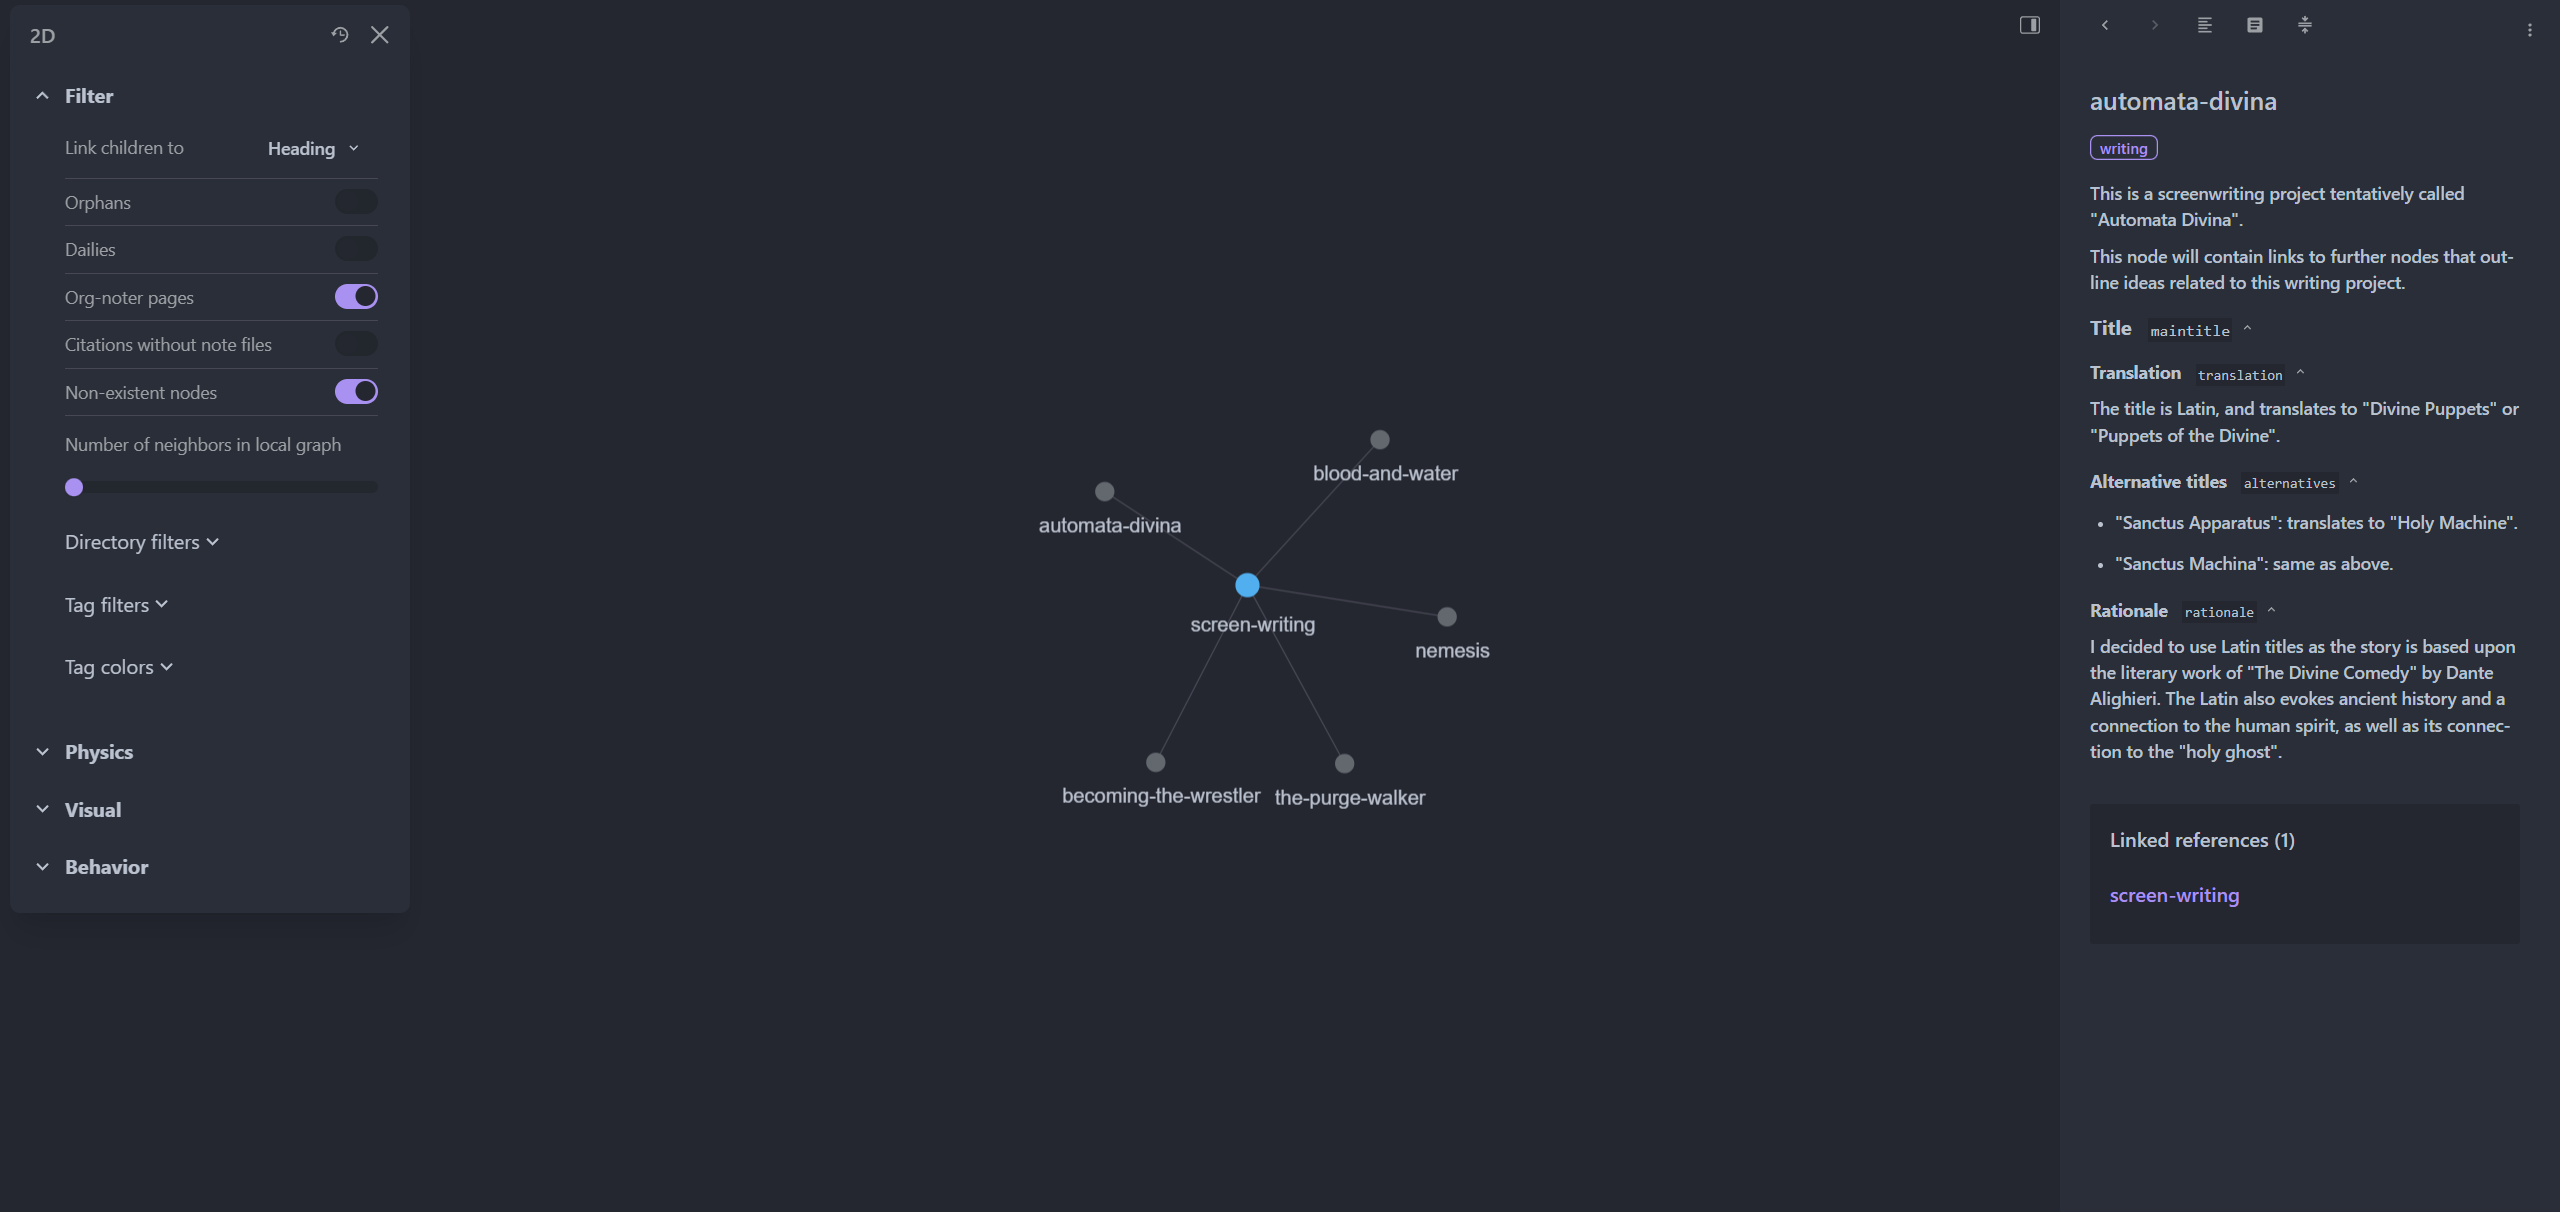 2D
Filter
Link children to Heading
Orphans
Dailies
Org-noter pages
Citations without note files
Non-existent nodes
Number of neighbors in local graph
Directory filters
Tag filters
Tag colors
Physics
Visual
Behavior
blood-and-water
automata-divina
screen-writing
nemesis
becoming-the-wrestler
the-purge-walker
automata-divina
writing
This is a screenwriting project tentatively called
"Automata Divina".
This node will contain links to further nodes that out-
line ideas related to this writing project.
Title maintitle
Translation translation
The title is Latin, and translates to "Divine Puppets" or
"Puppets of the Divine".
Alternative titles alternatives
• "Sanctus Apparatus": translates to "Holy Machine".
• "Sanctus Machina": same as above.
Rationale rationale
I decided to use Latin titles as the story is based upon
the literary work of "The Divine Comedy" by Dante
Alighieri. The Latin also evokes ancient history and a
connection to the human spirit, as well as its connec-
tion to the "holy ghost".
Linked references (1)
screen-writing